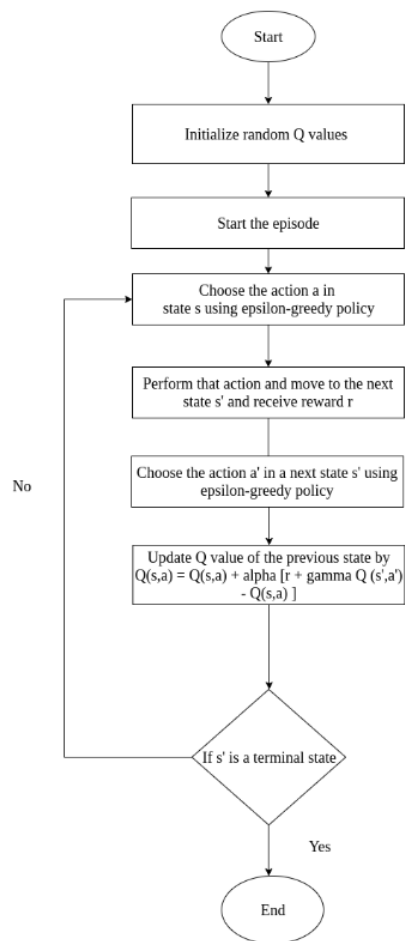 Start
Initialize random Q values
Start the episode
Choose the action a in
state s using epsilon-greedy policy
Perform that action and move to the next
state s' and receive reward r
No
Choose the action a' in a next state s' using
epsilon-greedy policy
Update Q value of the previous state by
Q(s,a) = Q(s,a) + alpha [r + gamma Q (s',a')
- Q(s,a) ]
If s' is a terminal state
Yes
End